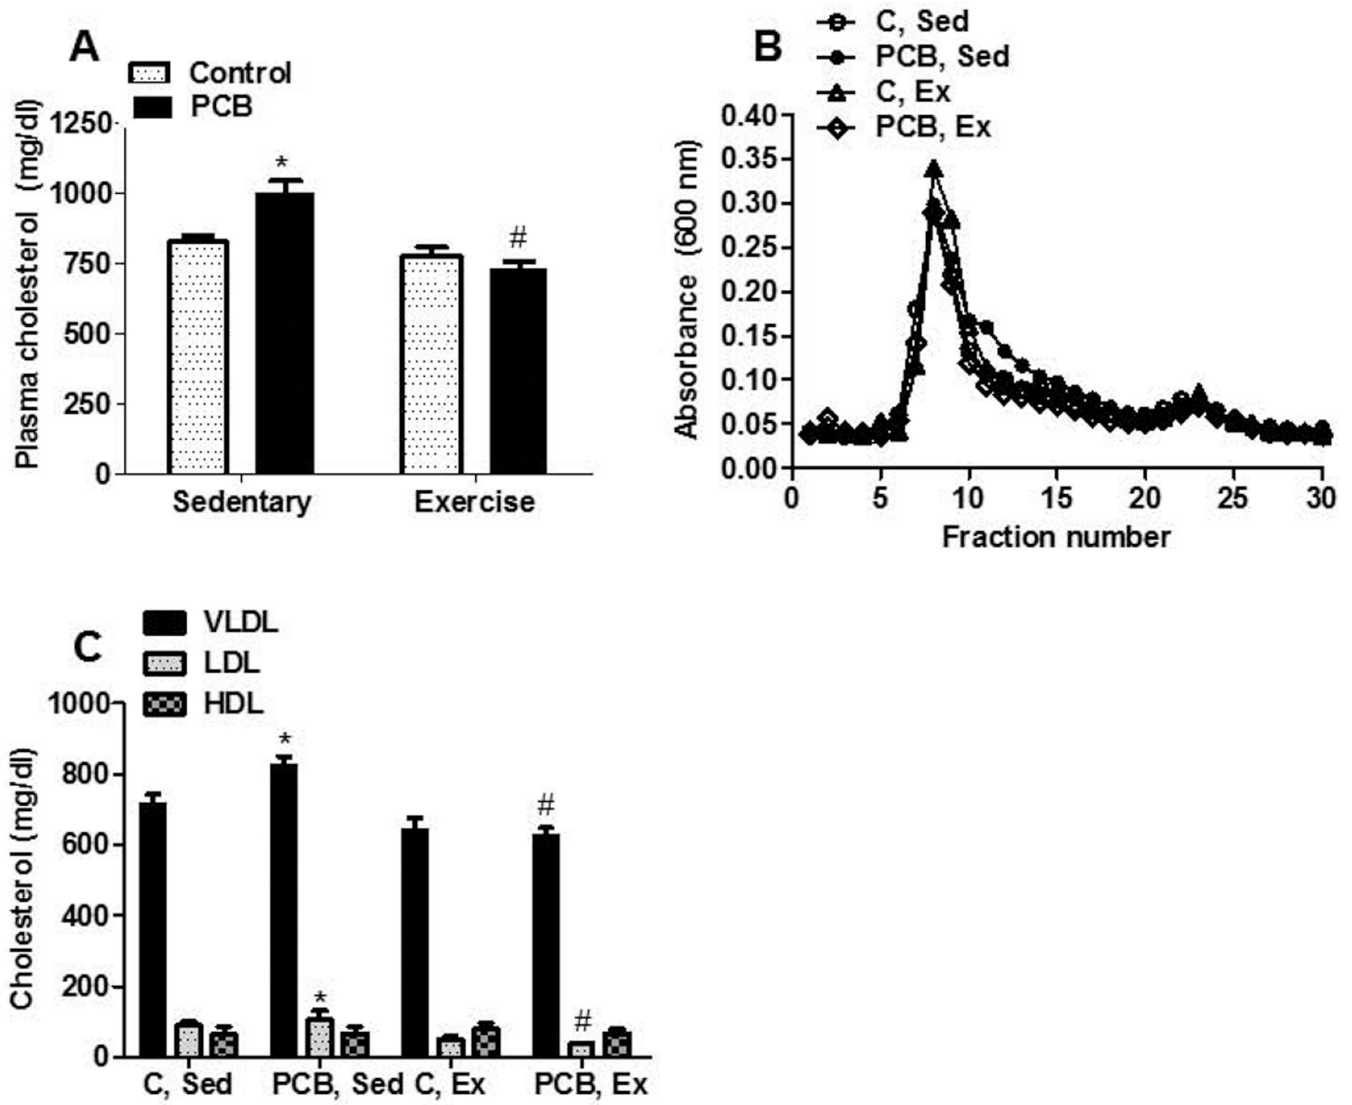 A
Control
PCB
Plasma cholesterol (mg/dl)
1250
1000
750
500
250
0
*
#
Sedentary
Exercise
B
C, Sed
PCB, Sed
C, Ex
PCB, Ex
Absorbance (600 nm)
0.40
0.35
0.30
0.25
0.20
0.15
0.10
0.05
0.00
0 5 10 15 20 25 30
Fraction number
C
VLDL
LDL
HDL
Cholesterol (mg/dl)
1000
800
600
400
200
0
*
*
#
#
C, Sed
PCB, Sed
C, Ex
PCB, Ex